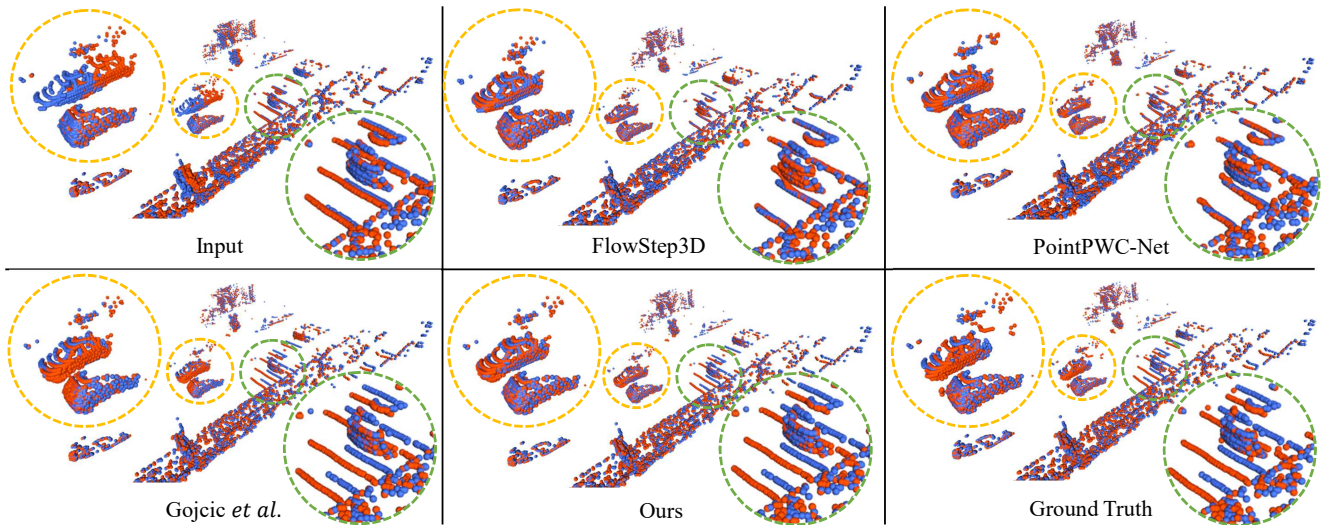 Input
FlowStep3D
PointPWC-Net
Gojcic et al.
Ours
Ground Truth